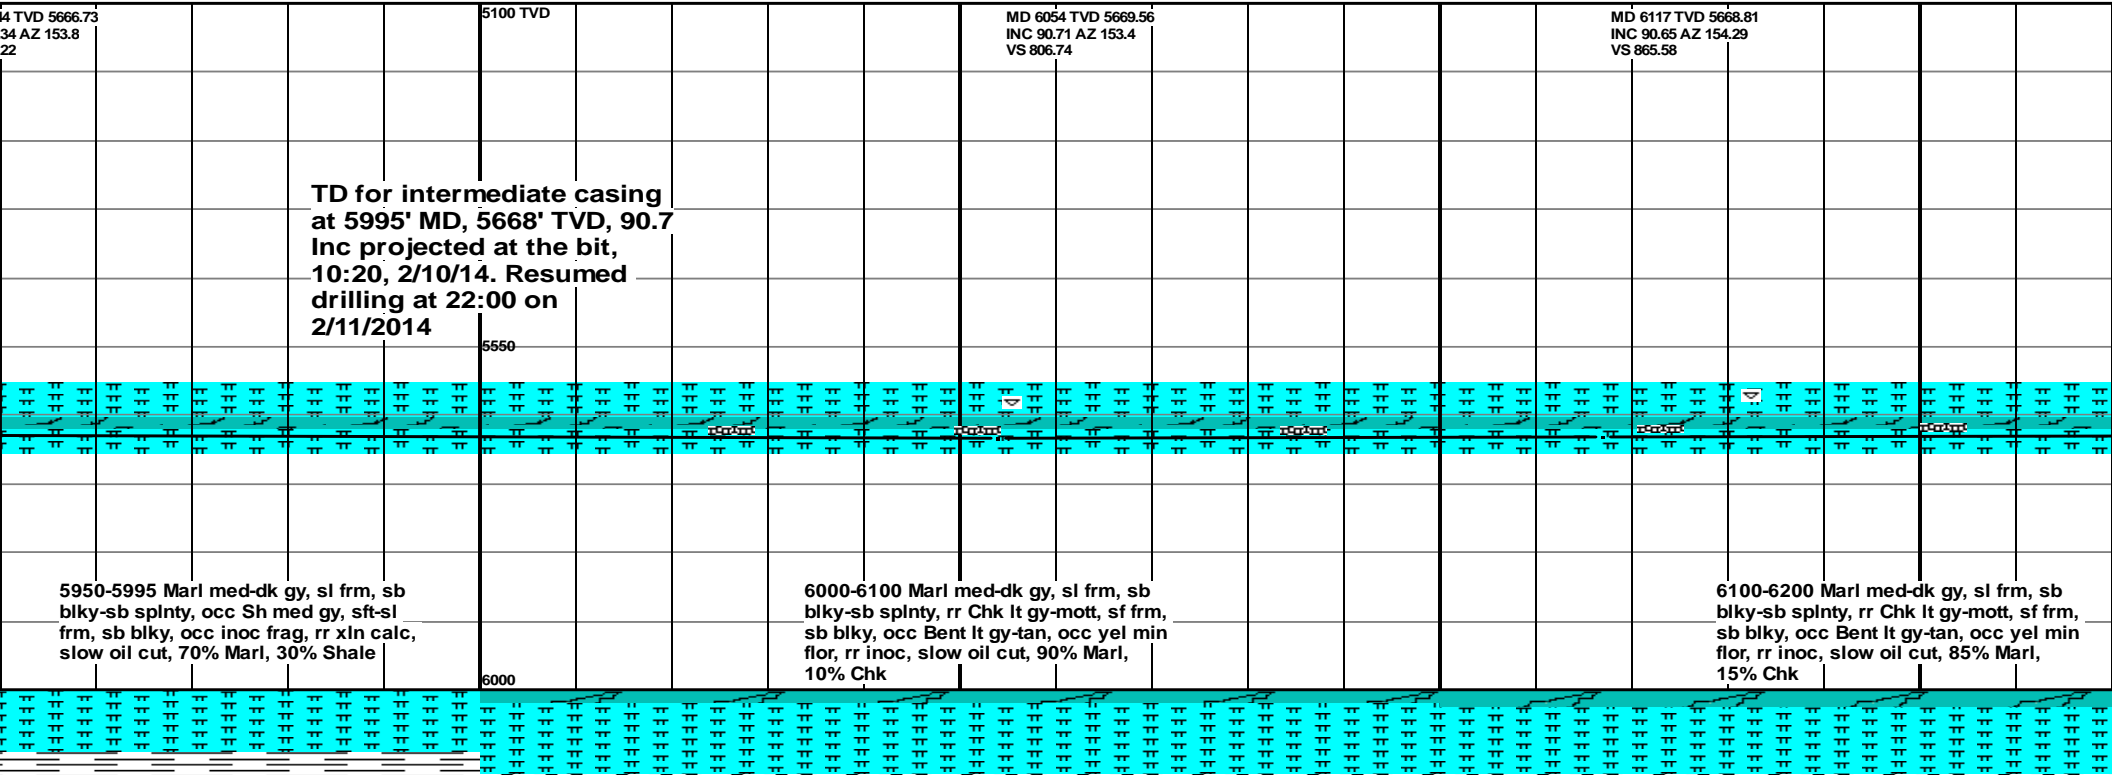 4 TVD 5666.73
34 AZ 153.8
22
5100 TVD
MD 6054 TVD 5669.56
INC 90.71 AZ 153.4
VS 806.74
MD 6117 TVD 5668.81
INC 90.65 AZ 154.29
VS 865.58
TD for intermediate casing
at 5995' MD, 5668' TVD, 90.7
Inc projected at the bit,
10:20, 2/10/14. Resumed
drilling at 22:00 on
2/11/2014
5550
5950-5995 Marl med-dk gy, sl frm, sb
blky-sb splnty, occ Sh med gy, sft-sl
frm, sb blky, occ inoc frag, rr xln calc,
slow oil cut, 70% Marl, 30% Shale
6000-6100 Marl med-dk gy, sl frm, sb
blky-sb splnty, rr Chk lt gy-mott, sf frm,
sb blky, occ Bent lt gy-tan, occ yel min
flor, rr inoc, slow oil cut, 90% Marl,
10% Chk
6100-6200 Marl med-dk gy, sl frm, sb
blky-sb splnty, rr Chk lt gy-mott, sf frm,
sb blky, occ Bent lt gy-tan, occ yel min
flor, rr inoc, slow oil cut, 85% Marl,
15% Chk
6000